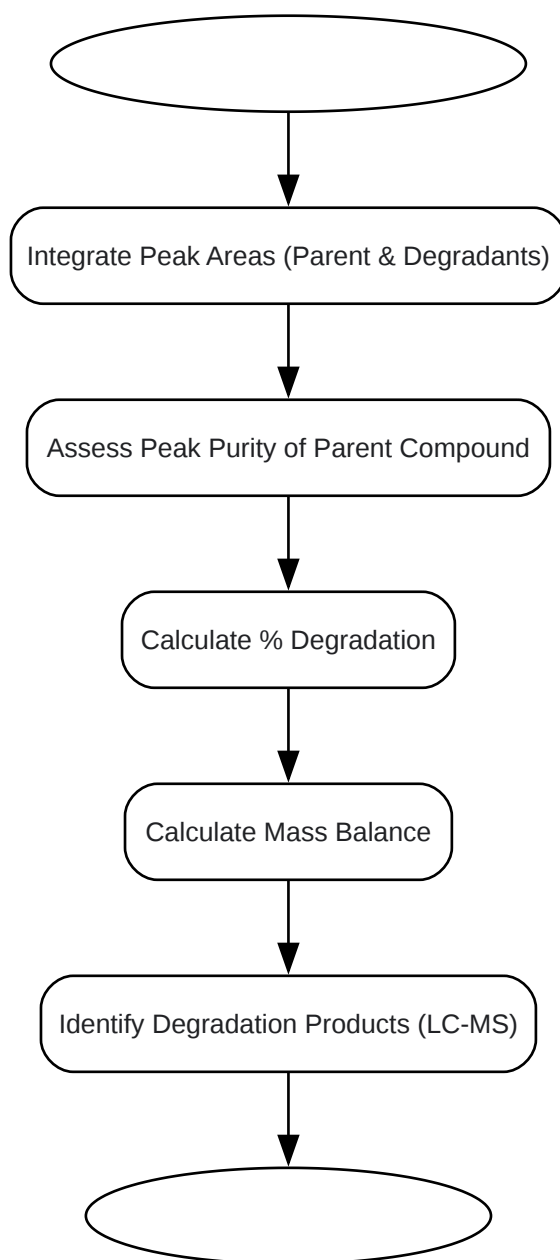 Integrate Peak Areas (Parent & Degradants)
Assess Peak Purity of Parent Compound
Calculate % Degradation
Calculate Mass Balance
Identify Degradation Products (LC-MS)